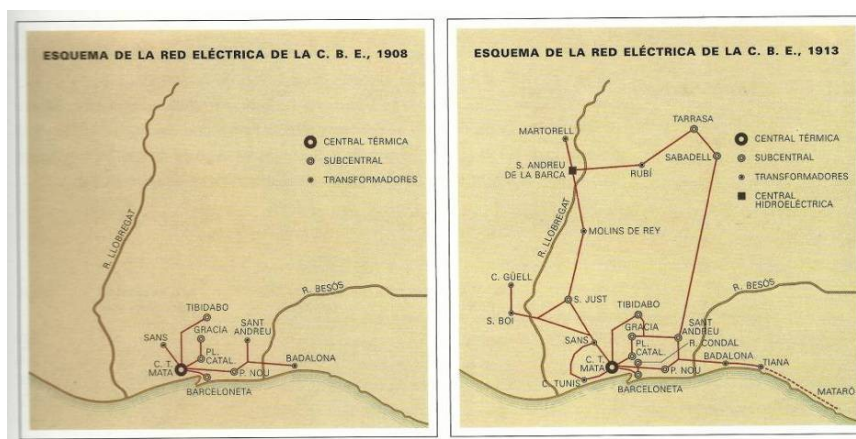 ESQUEMA DE LA RED ELÉCTRICA DE LA C. B. E., 1908
CENTRAL TÉRMICA
SUBCENTRAL
TRANSFORMADORES
R. LLOBREGAT
R. BESÒS
TIBIDABO
GRACIA
SANT
ANDREU
SANS
PL.
CATAL.
C. T.
MATA
P. NOU
BADALONA
BARCELONETA
ESQUEMA DE LA RED ELÉCTRICA DE LA C. B. E., 1913
TARRASA
MARTORELL
CENTRAL TÉRMICA
SUBCENTRAL
TRANSFORMADORES
CENTRAL
HIDROELÉCTRICA
S. ANDREU
DE LA BARCA
RUBÍ
SABADELL
R. LLOBREGAT
MOLINS DE REY
C. GÜELL
R. BESÒS
S. JUST
TIBIDABO
S. BOI
GRACIA
SANT
ANDREU
SANS
R. CONDAL
PL.
CATAL.
C. T.
MATA
P. NOU
BADALONA
TIANA
C. TUNIS
BARCELONETA
MATARÓ